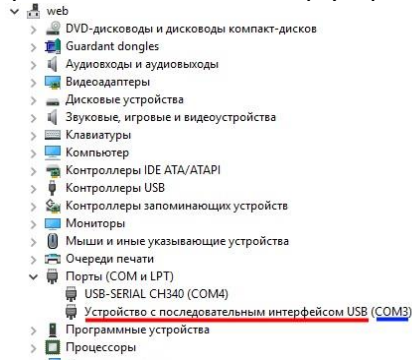 web
DVD-дисководы и дисководы компакт-дисков
Guardant dongles
Аудиовходы и аудиовыходы
Видеоадаптеры
Дисковые устройства
Звуковые, игровые и видеоустройства
Клавиатуры
Компьютер
Контроллеры IDE ATA/ATAPI
Контроллеры USB
Контроллеры запоминающих устройств
Мониторы
Мыши и иные указывающие устройства
Очереди печати
Порты (COM и LPT)
USB-SERIAL CH340 (COM4)
Устройство с последовательным интерфейсом USB (COM3)
Программные устройства
Процессоры